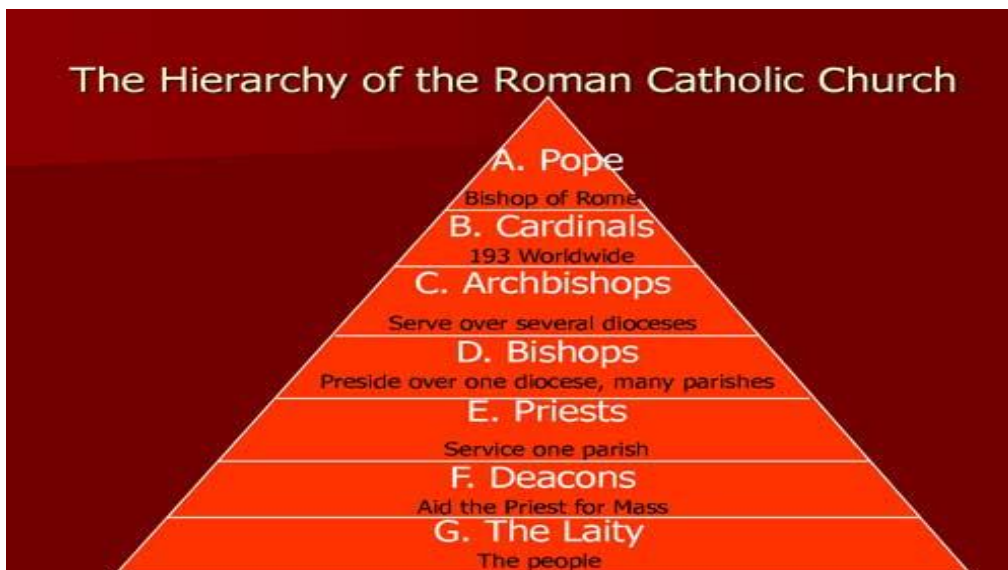 The Hierarchy of the Roman Catholic Church
A. Pope
Bishop of Rome
B. Cardinals
193 Worldwide
C. Archbishops
Serve over several dioceses
D. Bishops
Preside over one diocese, many parishes
E. Priests
Service one parish
F. Deacons
Aid the Priest for Mass
G. The Laity
The people